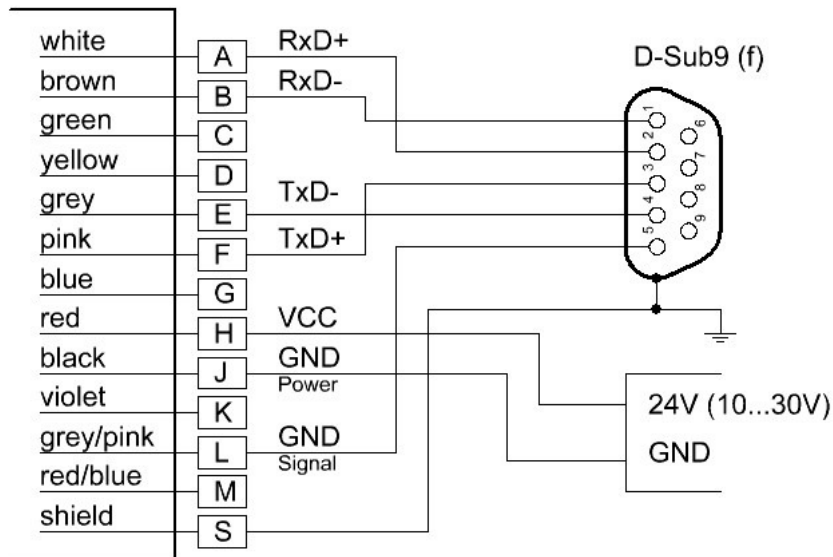 white A RxD+
D-Sub9 (f)
brown B RxD-
green C
yellow D
grey E TxD-
pink F TxD+
blue G
red H VCC
black J GND
Power
violet K
grey/pink L GND
Signal
red/blue M
shield S
1
2
3
4
5
6
7
8
9
24V (10...30V)
GND